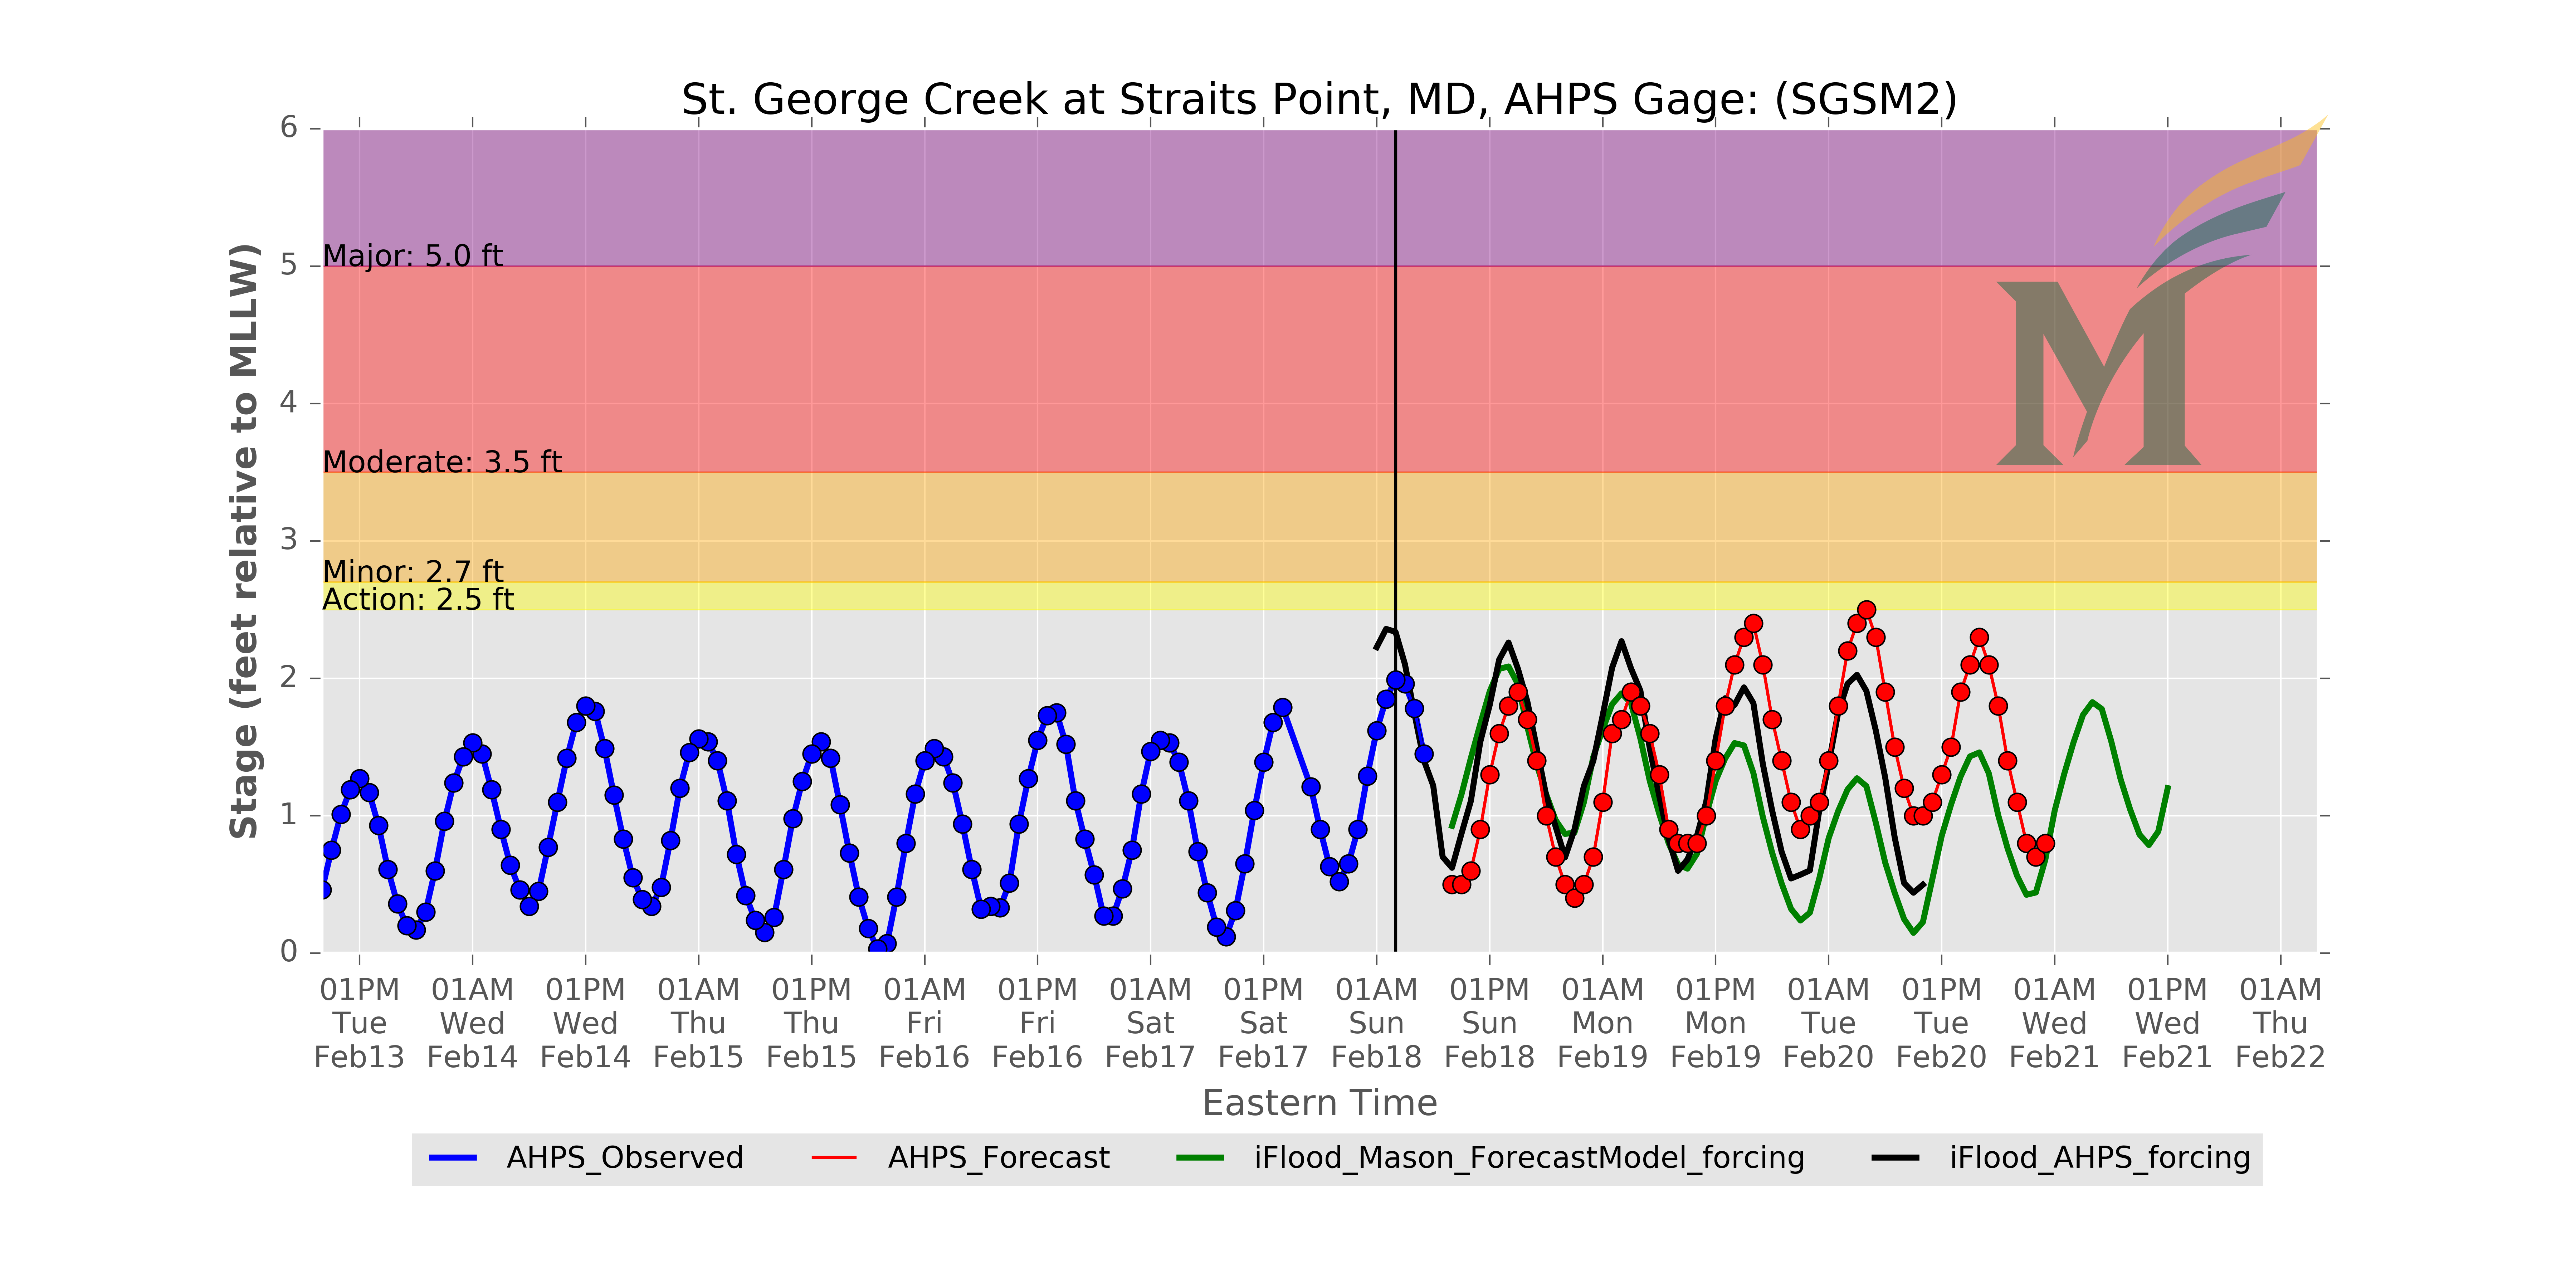 St. George Creek at Straits Point, MD, AHPS Gage: (SGSM2)
Stage (feet relative to MLLW)
6
5
4
3
2
1
0
Major: 5.0 ft
Moderate: 3.5 ft
Minor: 2.7 ft
Action: 2.5 ft
M
01PM 01AM 01PM 01AM 01PM 01AM 01PM 01AM 01PM 01AM 01PM 01AM 01PM 01AM 01PM 01AM 01PM 01AM
Tue Wed Wed Thu Thu Fri Fri Sat Sat Sun Sun Mon Mon Tue Tue Wed Wed Thu
Feb13 Feb14 Feb14 Feb15 Feb15 Feb16 Feb16 Feb17 Feb17 Feb18 Feb18 Feb19 Feb19 Feb20 Feb20 Feb21 Feb21 Feb22
Eastern Time
AHPS_Observed AHPS_Forecast iFlood_Mason_ForecastModel_forcing iFlood_AHPS_forcing